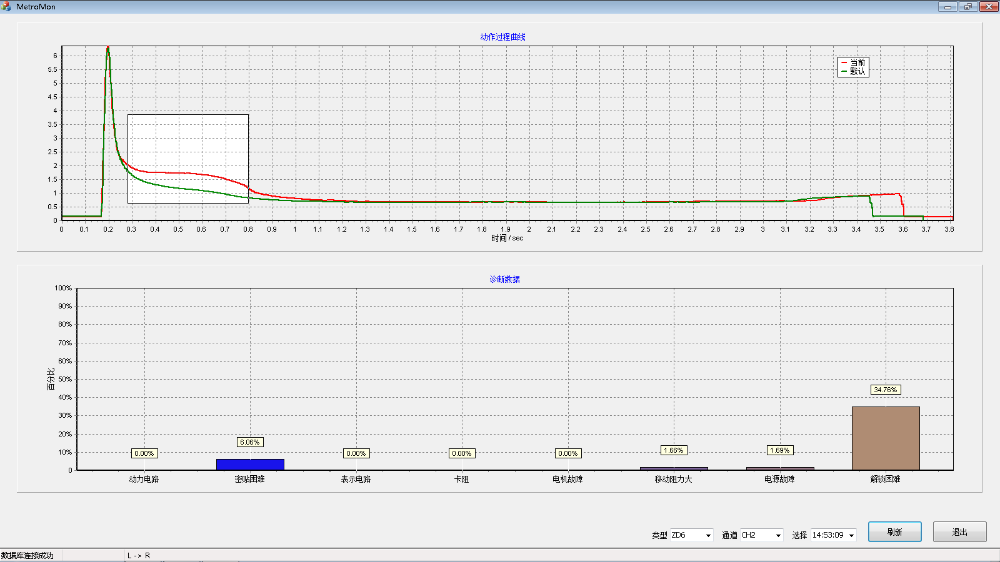 MetroMon
动作过程曲线
当前
默认
6
5.5
5
4.5
4
3.5
3
2.5
2
1.5
1
0.5
0
0 0.1 0.2 0.3 0.4 0.5 0.6 0.7 0.8 0.9 1 1.1 1.2 1.3 1.4 1.5 1.6 1.7 1.8 1.9 2 2.1 2.2 2.3 2.4 2.5 2.6 2.7 2.8 2.9 3 3.1 3.2 3.3 3.4 3.5 3.6 3.7 3.8
时间 / sec
诊断数据
百分比
100%
90%
80%
70%
60%
50%
40%
30%
20%
10%
0
0.00% 6.06% 0.00% 0.00% 0.00% 1.66% 1.69% 34.76%
动力电路 密贴困难 表示电路 卡阻 电机故障 移动阻力大 电源故障 解锁困难
类型 ZD6 通道 CH2 选择 14:53:09 刷新 退出
数据库连接成功 L -> R